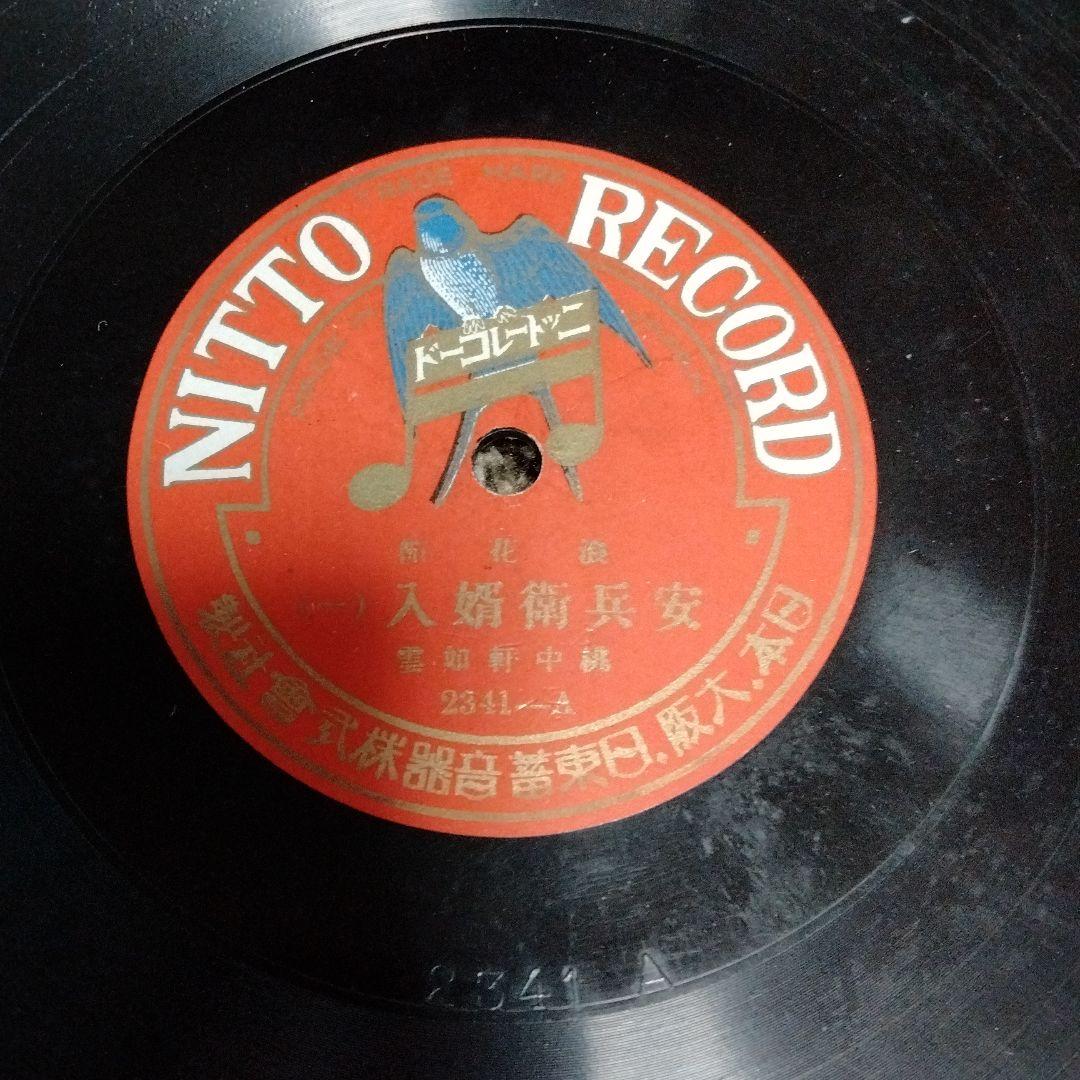 TRADE MARK
NITTO RECORD
ニットーレコード
浪花節
安兵衛婿入(一)
桃中軒如雲
2341-A
日本.大阪.日東蓄音器株式會社製
2341 A